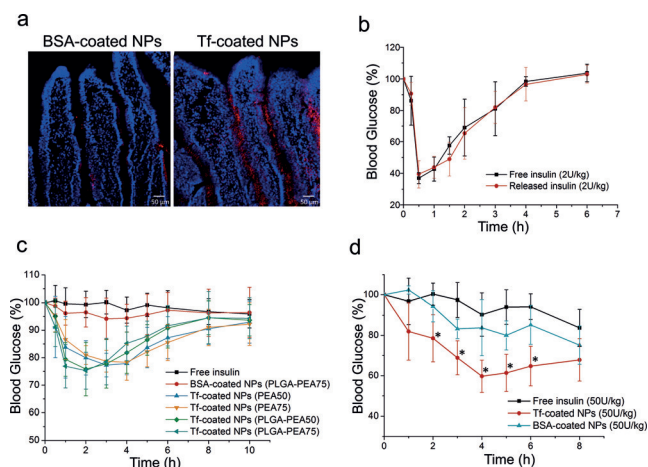 a
BSA-coated NPs Tf-coated NPs
50 μm
50 μm
b
Blood Glucose (%)
100
80
60
40
20
0 1 2 3 4 5 6 7
Time (h)
Free insulin (2U/kg)
Released insulin (2U/kg)
c
Blood Glucose (%)
110
105
100
95
90
85
80
75
70
65
60
0 2 4 6 8 10
Time (h)
Free insulin
BSA-coated NPs (PLGA-PEA75)
Tf-coated NPs (PEA50)
Tf-coated NPs (PEA75)
Tf-coated NPs (PLGA-PEA50)
Tf-coated NPs (PLGA-PEA75)
d
Blood Glucose (%)
100
80
60
40
0 2 4 6 8
Time (h)
* * * * *
Free insulin (50U/kg)
Tf-coated NPs (50U/kg)
BSA-coated NPs (50U/kg)